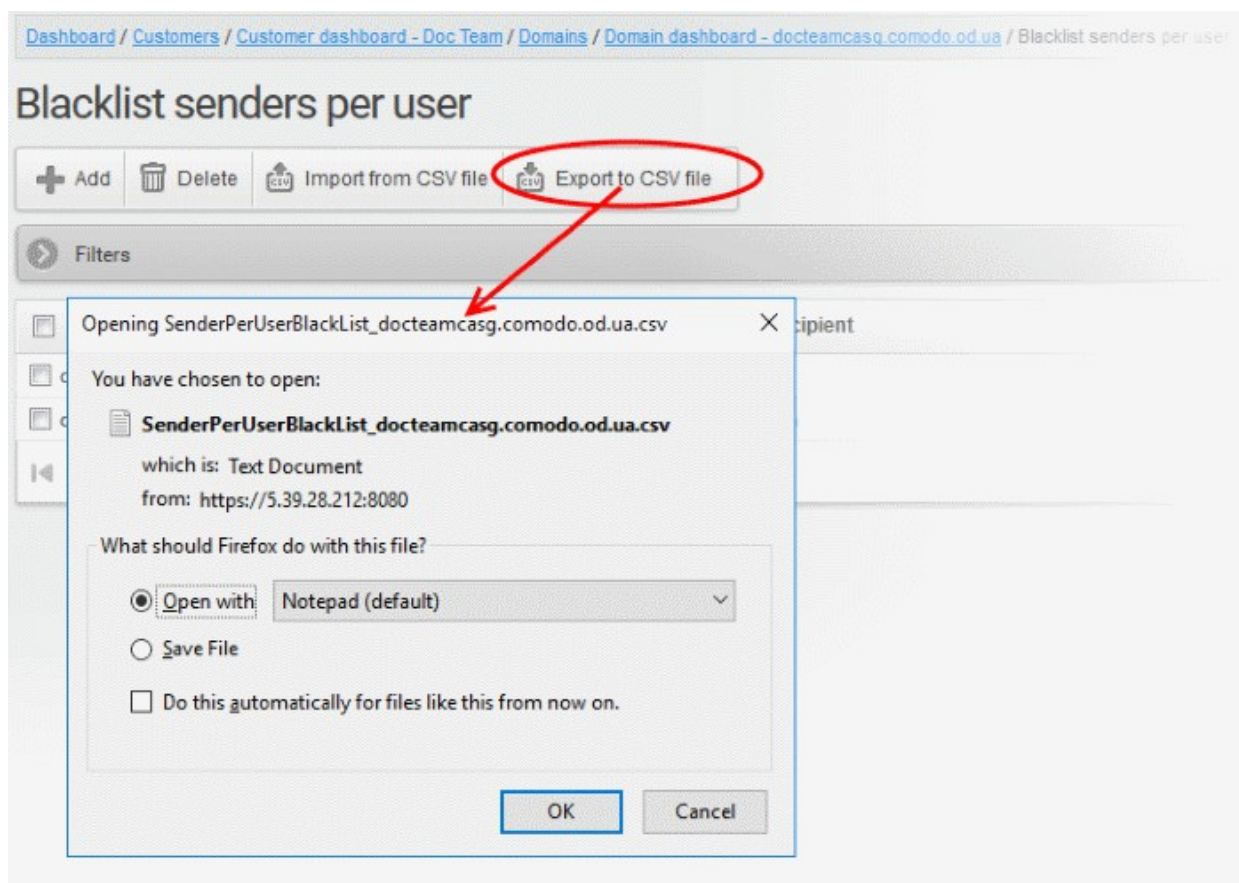 Dashboard / Customers / Customer dashboard - Doc Team / Domains / Domain dashboard - docteamcasg.comodo.od.ua / Blacklist senders per user
Blacklist senders per user
Add Delete CSV Import from CSV file CSV Export to CSV file
Filters
Opening SenderPerUserBlackList_docteamcasg.comodo.od.ua.csv
cipient
You have chosen to open:
SenderPerUserBlackList_docteamcasg.comodo.od.ua.csv
which is: Text Document
from: https://5.39.28.212:8080
What should Firefox do with this file?
Open with Notepad (default)
Save File
Do this automatically for files like this from now on.
OK Cancel